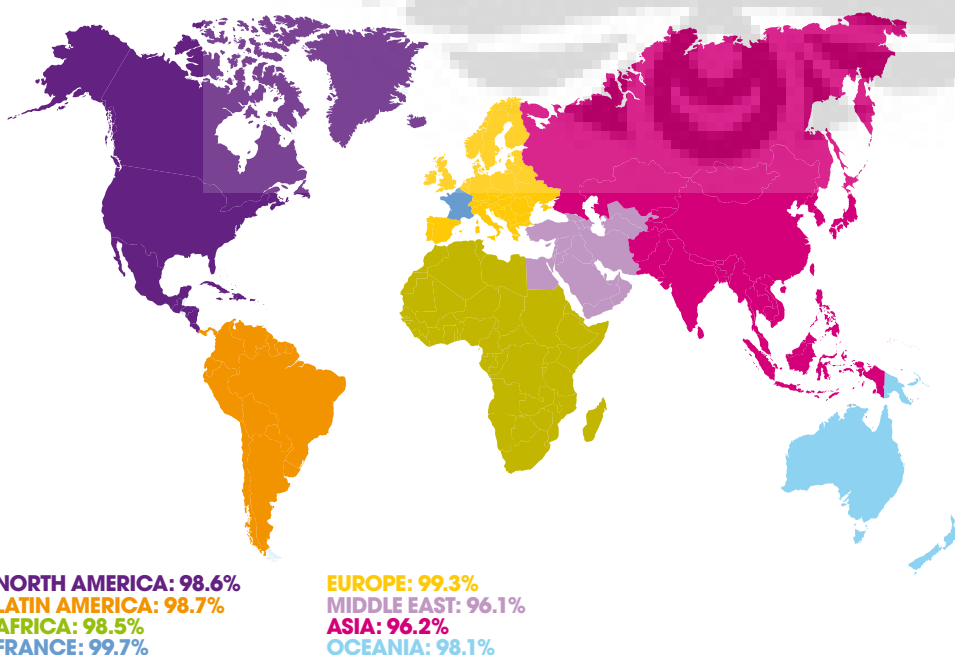 NORTH AMERICA: 98.6%
LATIN AMERICA: 98.7%
AFRICA: 98.5%
FRANCE: 99.7%
EUROPE: 99.3%
MIDDLE EAST: 96.1%
ASIA: 96.2%
OCEANIA: 98.1%